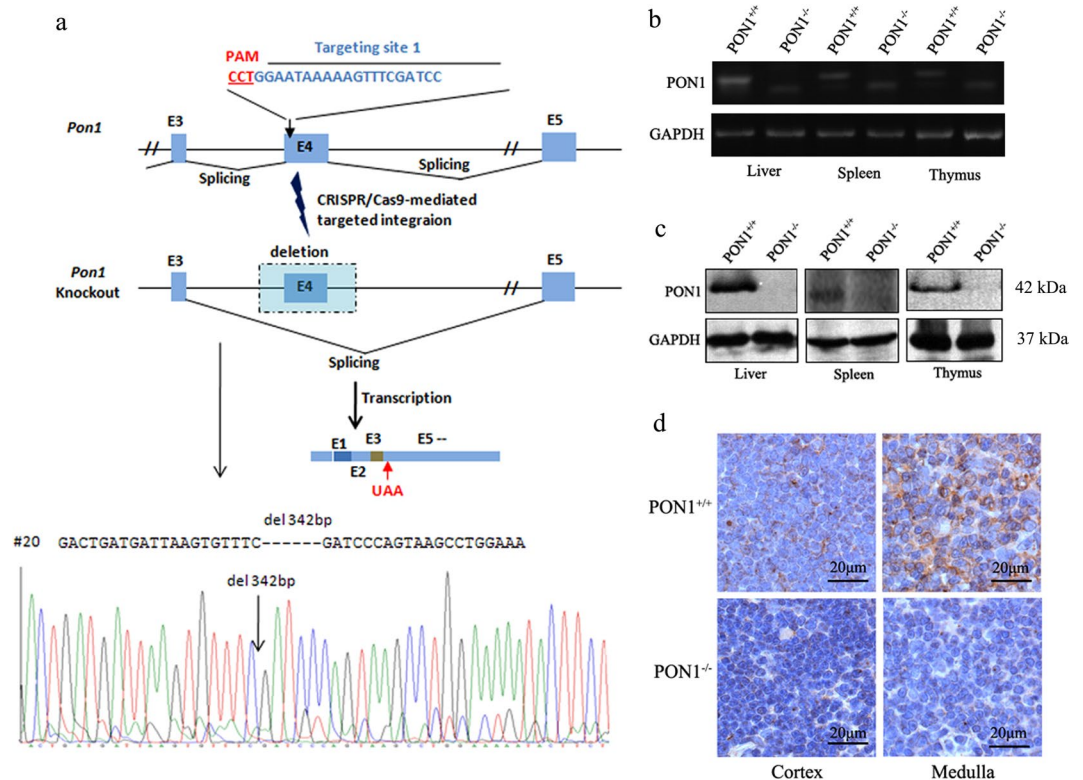 a
PAM
Targeting site 1
CCTGGAATAAAAAGTTTCGATCC
Pon1
E3
E4
E5
Splicing
Splicing
CRISPR/Cas9-mediated
targeted integraion
deletion
Pon1
Knockout
E3
E4
E5
Splicing
Transcription
E1
E3
E5 --
E2
UAA
del 342bp
#20 GACTGATGATTAAGTGTTTC------GATCCCAGTAAGCCTGGAAA
del 342bp
b
PON1+/+ PON1-/- PON1+/+ PON1-/- PON1+/+ PON1-/-
PON1
GAPDH
Liver Spleen Thymus
c
PON1+/+ PON1-/- PON1+/+ PON1-/- PON1+/+ PON1-/-
PON1 42 kDa
GAPDH 37 kDa
Liver Spleen Thymus
d
PON1+/+
20μm 20μm
PON1-/-
20μm 20μm
Cortex Medulla